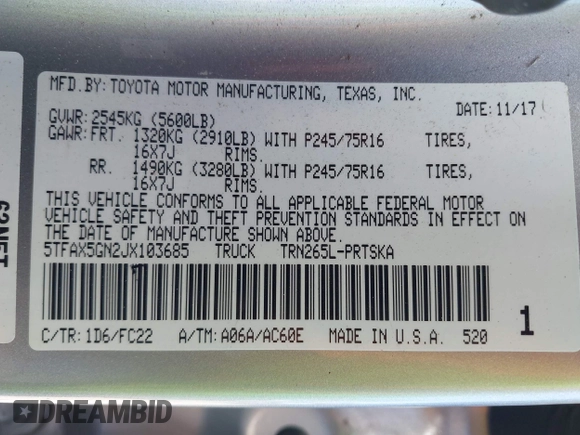 MFD.BY: TOYOTA MOTOR MANUFACTURING, TEXAS, INC.
GVWR: 2545KG (5600LB) DATE: 11/17
GAWR: FRT. 1320KG (2910LB) WITH P245/75R16 TIRES,
16X7J RIMS.
RR. 1490KG (3280LB) WITH P245/75R16 TIRES,
16X7J RIMS.
THIS VEHICLE CONFORMS TO ALL APPLICABLE FEDERAL MOTOR
VEHICLE SAFETY AND THEFT PREVENTION STANDARDS IN EFFECT ON
THE DATE OF MANUFACTURE SHOWN ABOVE.
5TFAX5GN2JX103685 TRUCK TRN265L-PRTSKA
C/TR: 1D6/FC22 A/TM: A06A/AC60E MADE IN U.S.A. 520 1
DREAMBID